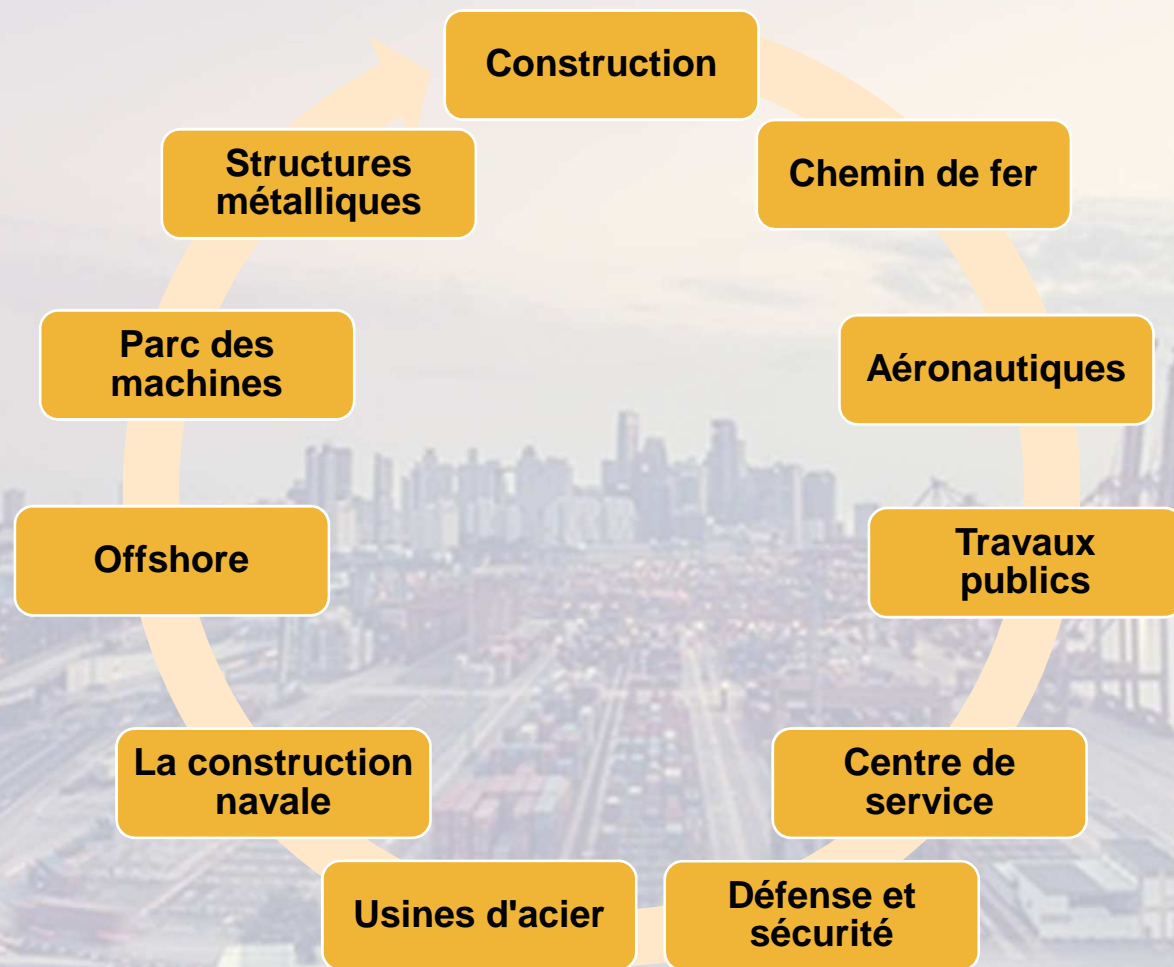 Construction
Chemin de fer
Aéronautiques
Travaux
publics
Centre de
service
Défense et
sécurité
Usines d'acier
La construction
navale
Offshore
Parc des
machines
Structures
métalliques